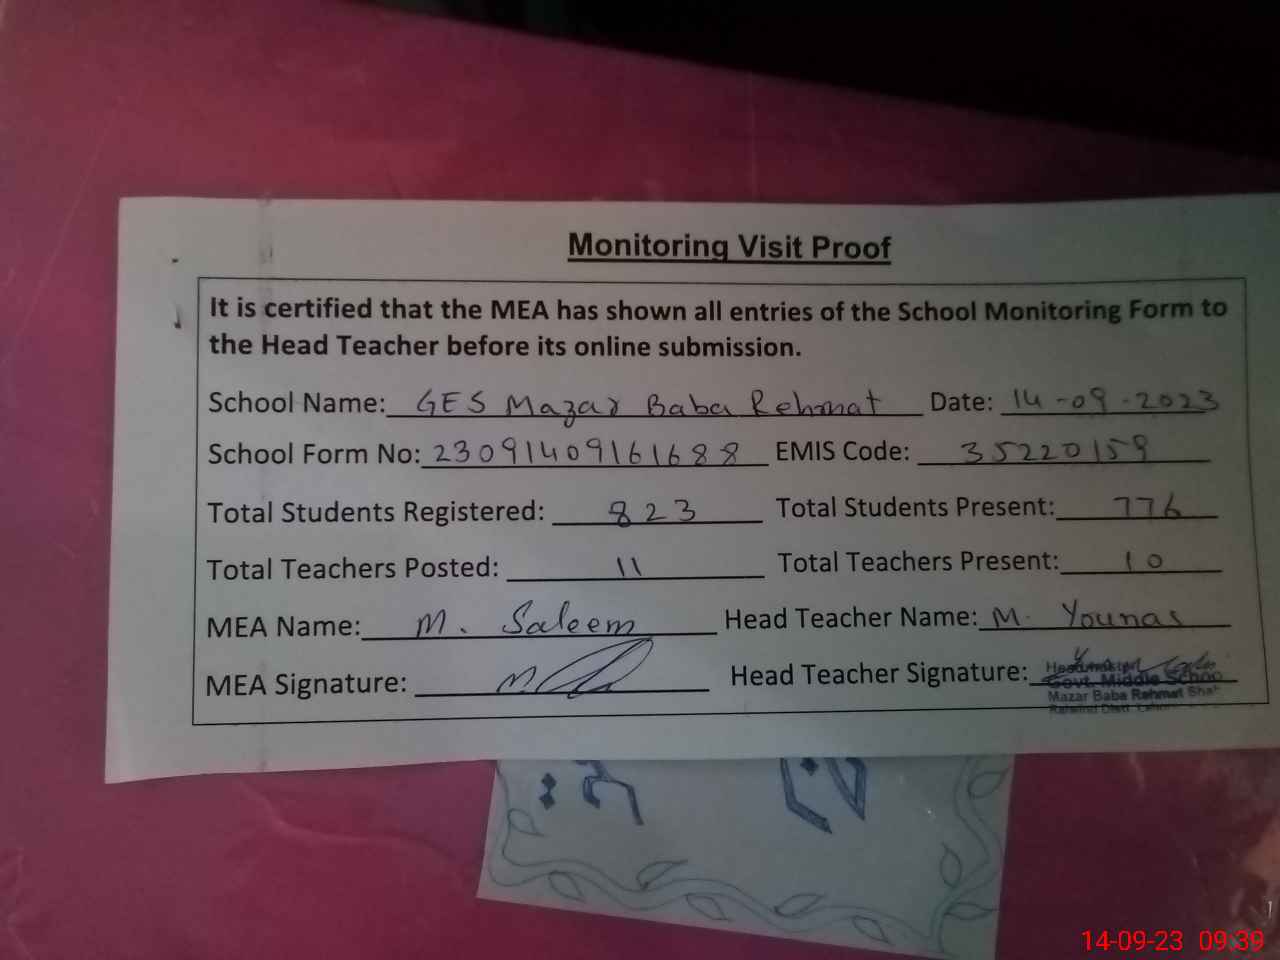 Monitoring Visit Proof
It is certified that the MEA has shown all entries of the School Monitoring Form to
the Head Teacher before its online submission.
School Name: GES Mazar Baba Rehmat Date: 14-09-2023
School Form No: 23091409161688 EMIS Code: 35220159
Total Students Registered: 823 Total Students Present: 776
Total Teachers Posted: 11 Total Teachers Present: 10
MEA Name: M. Saleem Head Teacher Name: M. Younas
MEA Signature: Head Teacher Signature:
Headmaster
Govt. Middle School
Mazar Baba Rehmat Shah
14-09-23 09:39